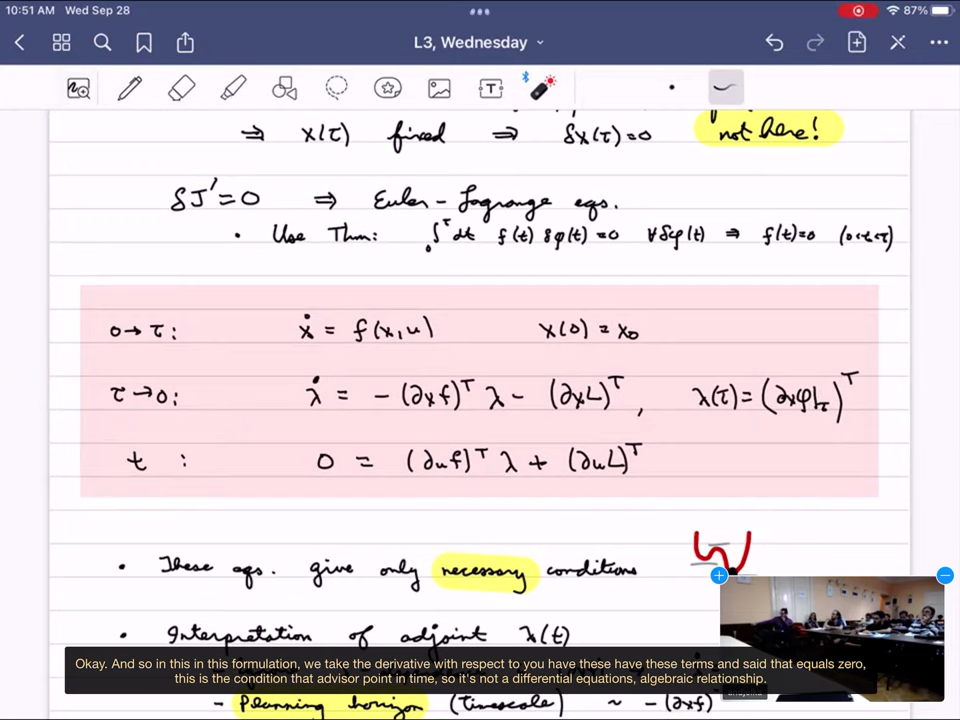 10:51 AM Wed Sep 28
87%
L3, Wednesday
T
⇒ x(τ) fixed ⇒ δx(τ)=0 not here!
δJ'=0 ⇒ Euler-Lagrange eqs.
• Use Thm: ∫₀^τ dt f(t) δφ(t)=0 ∀δφ(t) ⇒ f(t)=0 (0<t<τ)
0→τ: ẋ = f(x,u) x(0) = x₀
τ→0: λ̇ = -(∂xf)ᵀ λ - (∂xL)ᵀ, λ(τ) = (∂xφ|τ)ᵀ
t : 0 = (∂uf)ᵀ λ + (∂uL)ᵀ
• These eqs. give only necessary conditions
• Interpretation of adjoint λ(t)
Okay. And so in this in this formulation, we take the derivative with respect to you have these have these terms and said that equals zero,
this is the condition that advisor point in time, so it's not a differential equations, algebraic relationship.
- Planning horizon (timescale) ~ -(∂xf)